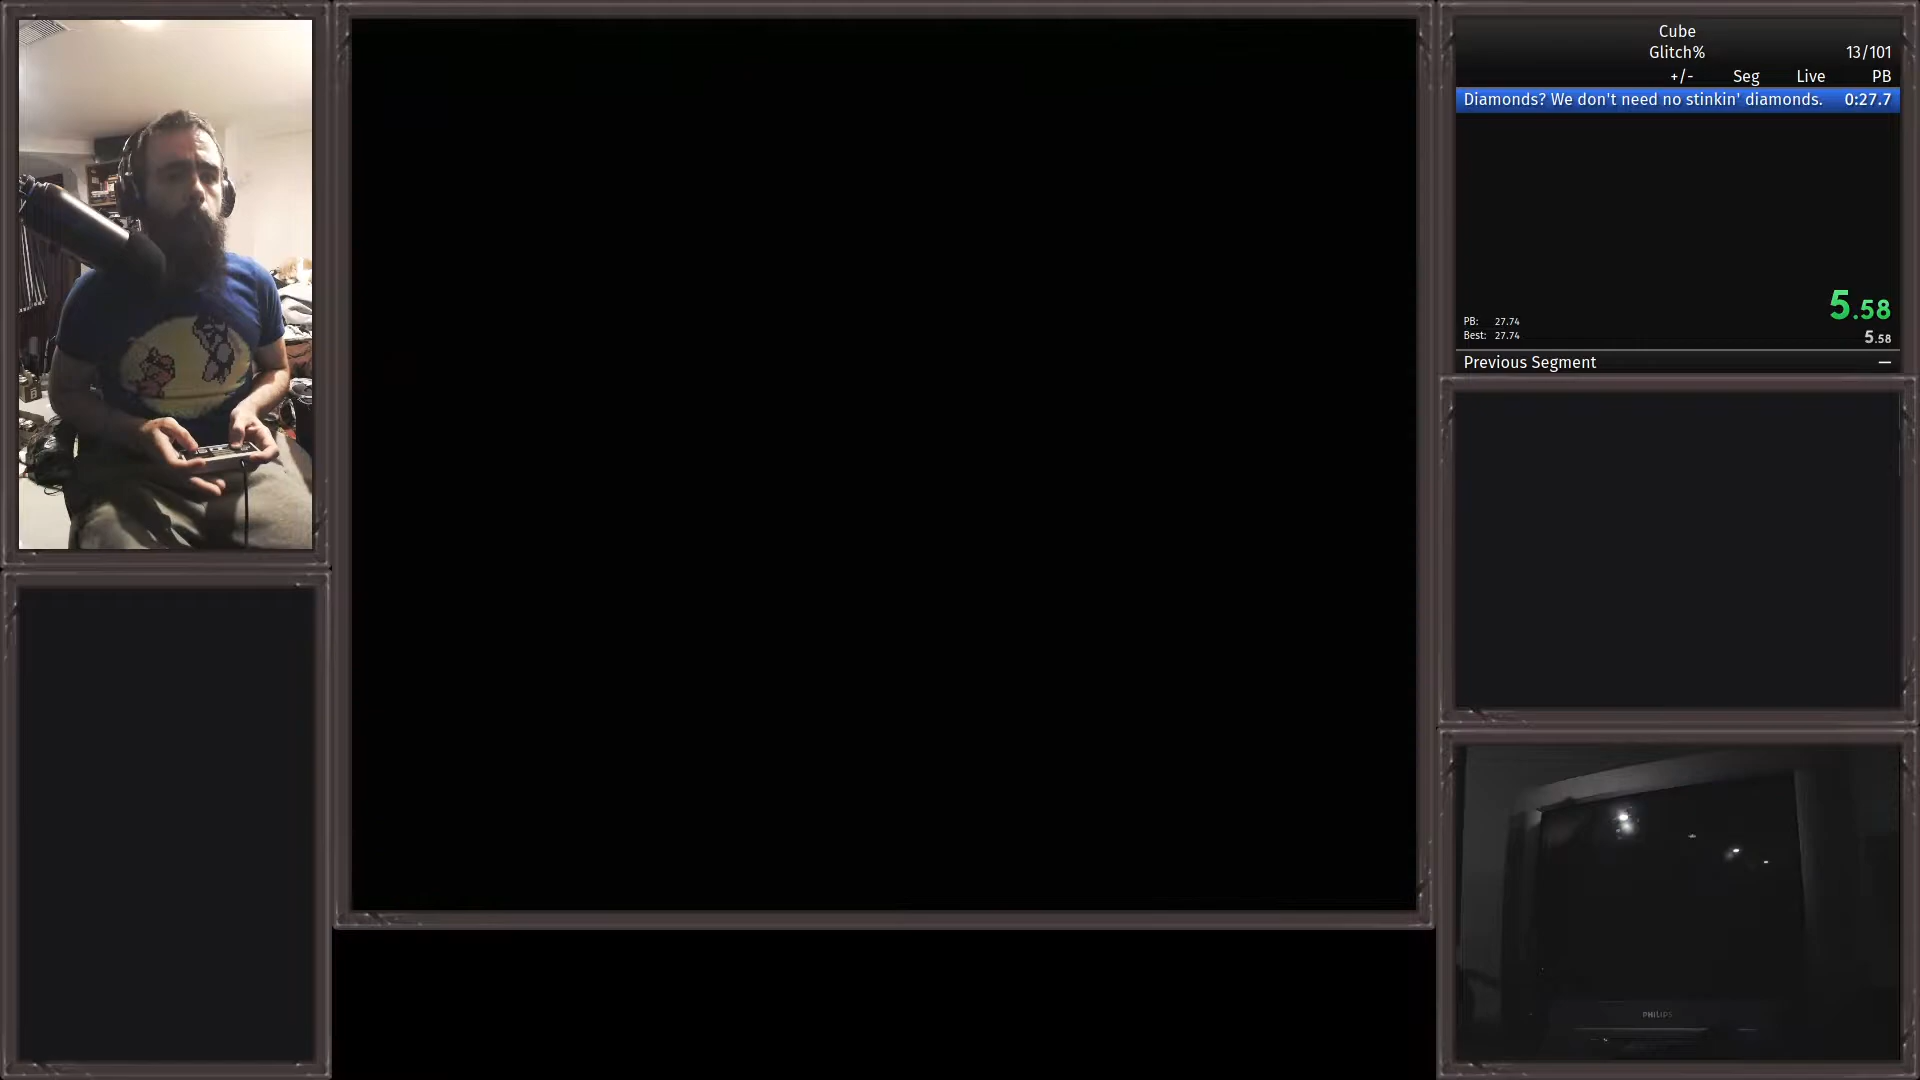 Cube
Glitch% 13/101
+/- Seg Live PB
Diamonds? We don't need no stinkin' diamonds. 0:27.7
5.58
PB: 27.74
Best: 27.74
5.58
Previous Segment —
PHILIPS